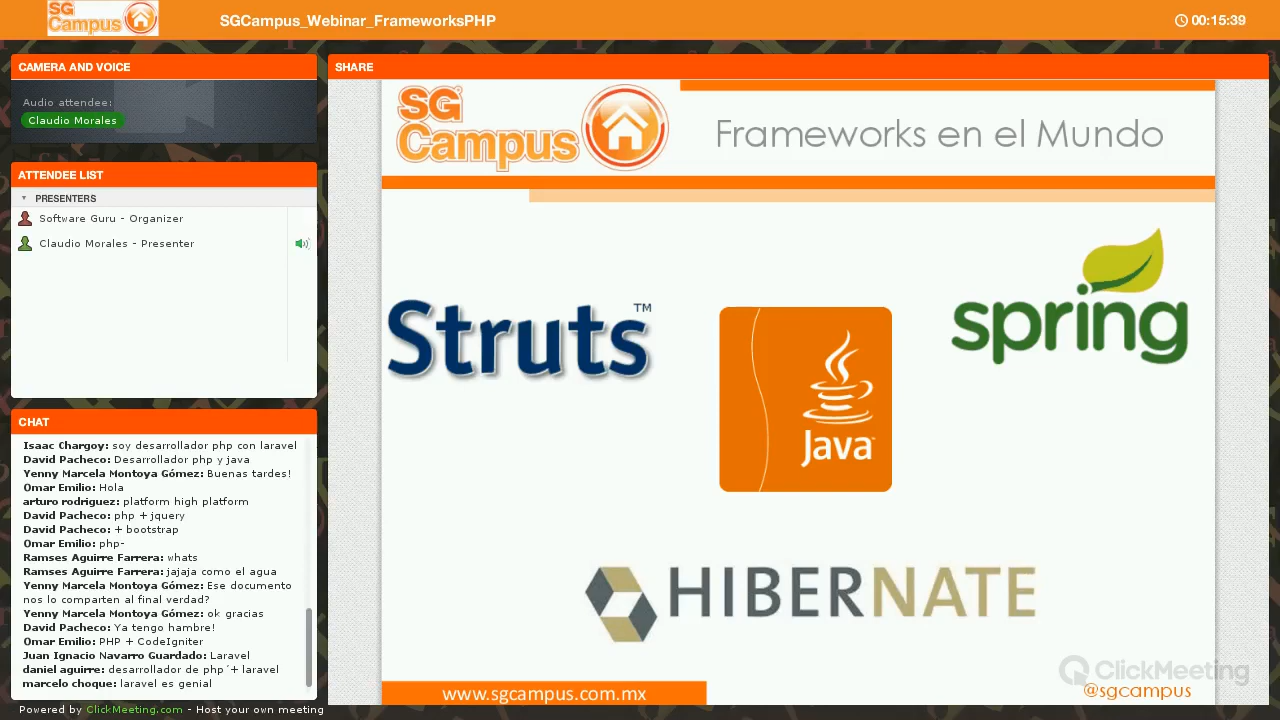 SG Campus
SGCampus_Webinar_FrameworksPHP
00:15:39
CAMERA AND VOICE
Audio attendee:
Claudio Morales
ATTENDEE LIST
PRESENTERS
Software Guru - Organizer
Claudio Morales - Presenter
CHAT
Isaac Chargoy: soy desarrollador php con laravel
David Pacheco: Desarrollador php y java
Yenny Marcela Montoya Gómez: Buenas tardes!
Omar Emilio: Hola
arturo rodriguez: platform high platform
David Pacheco: php + jquery
David Pacheco: + bootstrap
Omar Emilio: php-
Ramses Aguirre Farrera: whats
Ramses Aguirre Farrera: jajaja como el agua
Yenny Marcela Montoya Gómez: Ese documento
nos lo comparten al final verdad?
Yenny Marcela Montoya Gómez: ok gracias
David Pacheco: Ya tengo hambre!
Omar Emilio: PHP + CodeIgniter
Juan Ignacio Navarro Guardado: Laravel
daniel aguirre: desarrollador de php ́+ laravel
marcelo choque: laravel es genial
Powered by ClickMeeting.com - Host your own meeting
SHARE
SG
Campus
Frameworks en el Mundo
Struts™
Java™
spring
HIBERNATE
ClickMeeting
www.sgcampus.com.mx
@sgcampus